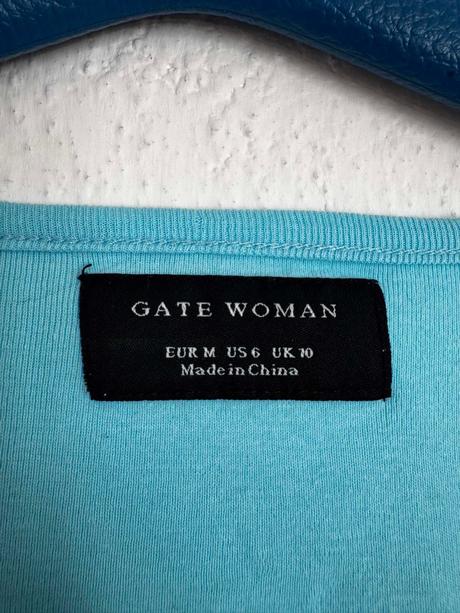 GATE WOMAN
EUR M US 6 UK 10
Made in China